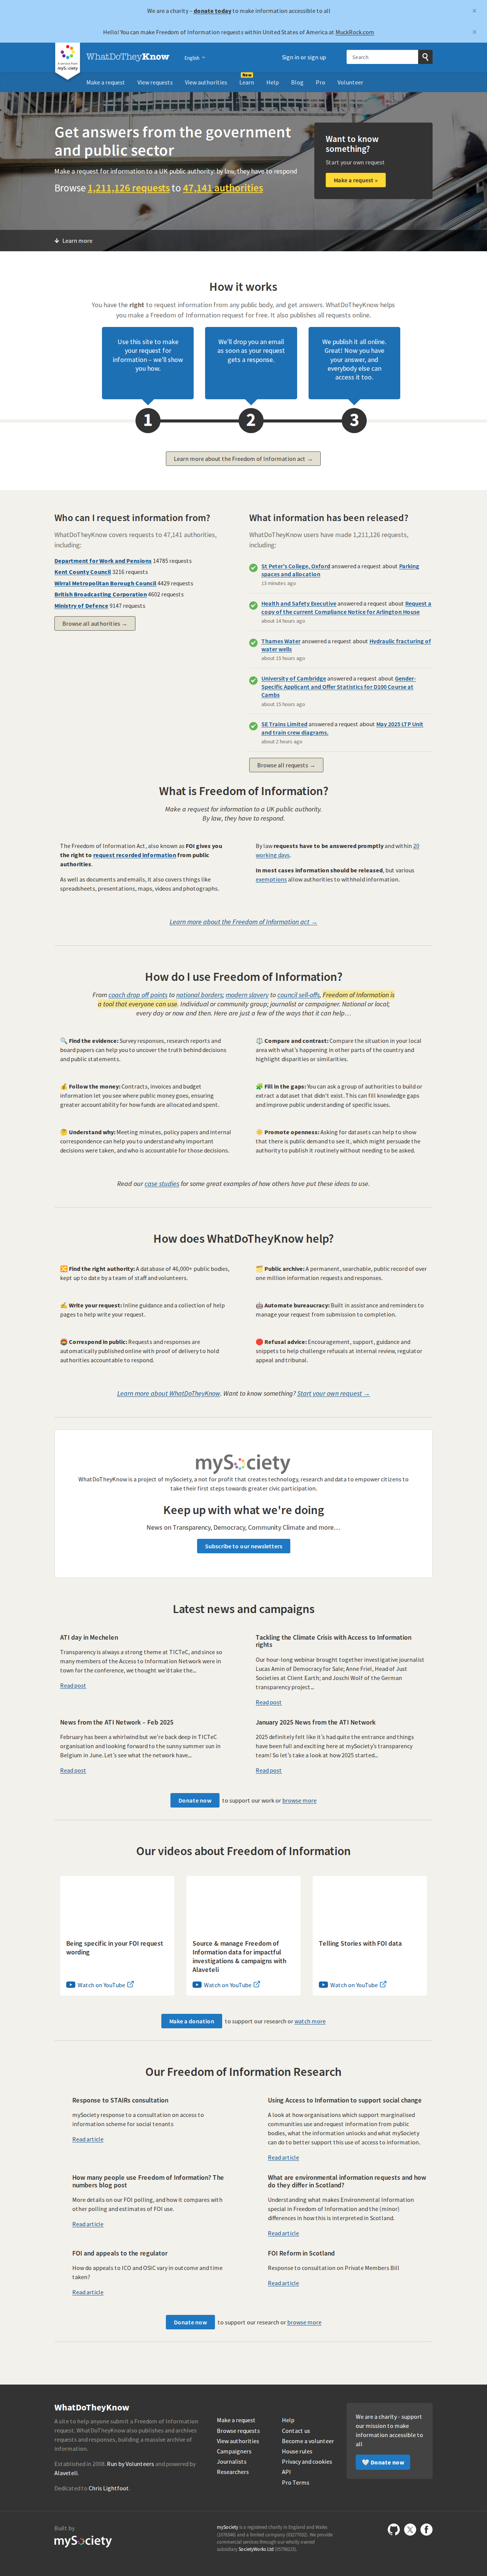 We are a charity – donate today to make information accessible to all
×
Hello! You can make Freedom of Information requests within United States of America at MuckRock.com
×
a service from mySociety
WhatDoTheyKnow
English
Sign in or sign up
Search
Make a request
View requests
View authorities
New
Learn
Help
Blog
Pro
Volunteer
Get answers from the government
and public sector
Make a request for information to a UK public authority: by law, they have to respond
Browse 1,211,126 requests to 47,141 authorities
Want to know
something?
Start your own request
Make a request »
Learn more
How it works
You have the right to request information from any public body, and get answers. WhatDoTheyKnow helps
you make a Freedom of Information request for free. It also publishes all requests online.
Use this site to make
your request for
information – we'll show
you how.
We'll drop you an email
as soon as your request
gets a response.
We publish it all online.
Great! Now you have
your answer, and
everybody else can
access it too.
1
2
3
Learn more about the Freedom of Information act →
Who can I request information from?
WhatDoTheyKnow covers requests to 47,141 authorities,
including:
Department for Work and Pensions 14785 requests
Kent County Council 3216 requests
Wirral Metropolitan Borough Council 4429 requests
British Broadcasting Corporation 4602 requests
Ministry of Defence 9147 requests
Browse all authorities →
What information has been released?
WhatDoTheyKnow users have made 1,211,126 requests,
including:
St Peter's College, Oxford answered a request about Parking
spaces and allocation
13 minutes ago
Health and Safety Executive answered a request about Request a
copy of the current Compliance Notice for Arlington House
about 14 hours ago
Thames Water answered a request about Hydraulic fracturing of
water wells
about 15 hours ago
University of Cambridge answered a request about Gender-
Specific Applicant and Offer Statistics for D100 Course at
Cambs
about 15 hours ago
SE Trains Limited answered a request about May 2025 LTP Unit
and train crew diagrams.
about 2 hours ago
Browse all requests →
What is Freedom of Information?
Make a request for information to a UK public authority.
By law, they have to respond.
The Freedom of Information Act, also known as FOI gives you
the right to request recorded information from public
authorities.
As well as documents and emails, it also covers things like
spreadsheets, presentations, maps, videos and photographs.
By law requests have to be answered promptly and within 20
working days.
In most cases information should be released, but various
exemptions allow authorities to withhold information.
Learn more about the Freedom of Information act →
How do I use Freedom of Information?
From coach drop off points to national borders; modern slavery to council sell-offs, Freedom of Information is
a tool that everyone can use. Individual or community group; journalist or campaigner. National or local;
every day or now and then. Here are just a few of the ways that it can help…
🔍 Find the evidence: Survey responses, research reports and
board papers can help you to uncover the truth behind decisions
and public statements.
⚖️ Compare and contrast: Compare the situation in your local
area with what's happening in other parts of the country and
highlight disparities or similarities.
💰 Follow the money: Contracts, invoices and budget
information let you see where public money goes, ensuring
greater accountability for how funds are allocated and spent.
🧩 Fill in the gaps: You can ask a group of authorities to build or
extract a dataset that didn't exist. This can fill knowledge gaps
and improve public understanding of specific issues.
🤔 Understand why: Meeting minutes, policy papers and internal
correspondence can help you to understand why important
decisions were taken, and who is accountable for those decisions.
☀️ Promote openness: Asking for datasets can help to show
that there is public demand to see it, which might persuade the
authority to publish it routinely without needing to be asked.
Read our case studies for some great examples of how others have put these ideas to use.
How does WhatDoTheyKnow help?
🔀 Find the right authority: A database of 46,000+ public bodies,
kept up to date by a team of staff and volunteers.
🗂️ Public archive: A permanent, searchable, public record of over
one million information requests and responses.
✍️ Write your request: Inline guidance and a collection of help
pages to help write your request.
🤖 Automate bureaucracy: Built in assistance and reminders to
manage your request from submission to completion.
📯 Correspond in public: Requests and responses are
automatically published online with proof of delivery to hold
authorities accountable to respond.
🛑 Refusal advice: Encouragement, support, guidance and
snippets to help challenge refusals at internal review, regulator
appeal and tribunal.
Learn more about WhatDoTheyKnow. Want to know something? Start your own request →
mySociety
WhatDoTheyKnow is a project of mySociety, a not for profit that creates technology, research and data to empower citizens to
take their first steps towards greater civic participation.
Keep up with what we're doing
News on Transparency, Democracy, Community Climate and more…
Subscribe to our newsletters
Latest news and campaigns
ATI day in Mechelen
Transparency is always a strong theme at TICTeC, and since so
many members of the Access to Information Network were in
town for the conference, we thought we'd take the...
Read post
Tackling the Climate Crisis with Access to Information
rights
Our hour-long webinar brought together investigative journalist
Lucas Amin of Democracy for Sale; Anne Friel, Head of Just
Societies at Client Earth; and Joschi Wolf of the German
transparency project...
Read post
News from the ATI Network – Feb 2025
February has been a whirlwind but we're back deep in TICTeC
organisation and looking forward to the sunny summer sun in
Belgium in June. Let's see what the network have...
Read post
January 2025 News from the ATI Network
2025 definitely felt like it's had quite the entrance and things
have been full and exciting here at mySociety's transparency
team! So let's take a look at how 2025 started...
Read post
Donate now to support our work or browse more
Our videos about Freedom of Information
Being specific in your FOI request
wording
Watch on YouTube
Source & manage Freedom of
Information data for impactful
investigations & campaigns with
Alaveteli
Watch on YouTube
Telling Stories with FOI data
Watch on YouTube
Make a donation to support our research or watch more
Our Freedom of Information Research
Response to STAIRs consultation
mySociety response to a consultation on access to
information scheme for social tenants
Read article
Using Access to Information to support social change
A look at how organisations which support marginalised
communities use and request information from public
bodies, what the information unlocks and what mySociety
can do to better support this use of access to information.
Read article
How many people use Freedom of Information? The
numbers blog post
More details on our FOI polling, and how it compares with
other polling and estimates of FOI use.
Read article
What are environmental information requests and how
do they differ in Scotland?
Understanding what makes Environmental Information
special in Freedom of Information and the (minor)
differences in how this is interpreted in Scotland.
Read article
FOI and appeals to the regulator
How do appeals to ICO and OSIC vary in outcome and time
taken?
Read article
FOI Reform in Scotland
Response to consultation on Private Members Bill
Read article
Donate now to support our research or browse more
WhatDoTheyKnow
A site to help anyone submit a Freedom of Information
request. WhatDoTheyKnow also publishes and archives
requests and responses, building a massive archive of
information.
Established in 2008. Run by Volunteers and powered by
Alaveteli.
Dedicated to Chris Lightfoot.
Make a request
Browse requests
View authorities
Campaigners
Journalists
Researchers
Help
Contact us
Become a volunteer
House rules
Privacy and cookies
API
Pro Terms
We are a charity - support
our mission to make
information accessible to
all
🤍 Donate now
Built by
mySociety
mySociety is a registered charity in England and Wales
(1076346) and a limited company (03277032). We provide
commercial services through our wholly owned
subsidiary SocietyWorks Ltd (05798215).